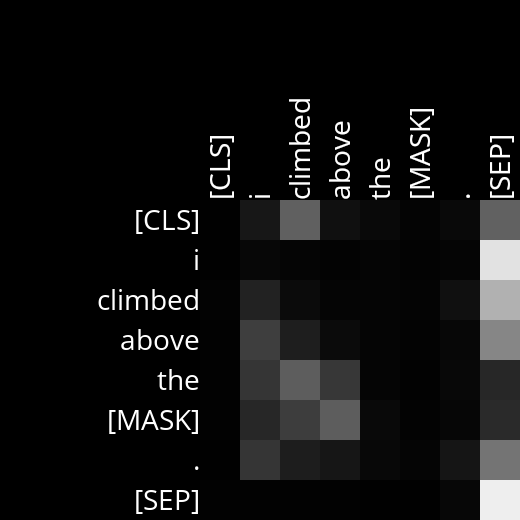 [CLS] i climbed above the [MASK] . [SEP]
[CLS]
i
climbed
above
the
[MASK]
.
[SEP]